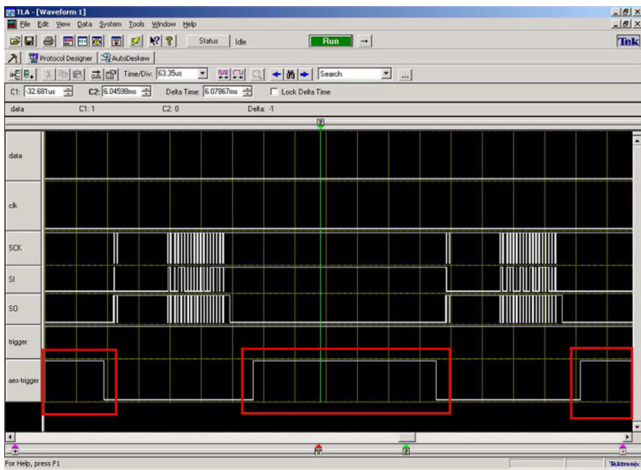 TLA - [Waveform 1]
File Edit View Data System Tools Window Help
Status Idle Run Tek
Protocol Designer AutoDeskew
Time/Div: 63.35us Search ...
C1: -32.681us C2: 6.04598ms Delta Time: 6.07867ms Lock Delta Time
data C1: 1 C2: 0 Delta: -1
data
clk
SCK
SI
SO
trigger
aes-trigger
For Help, press F1 Tektronix